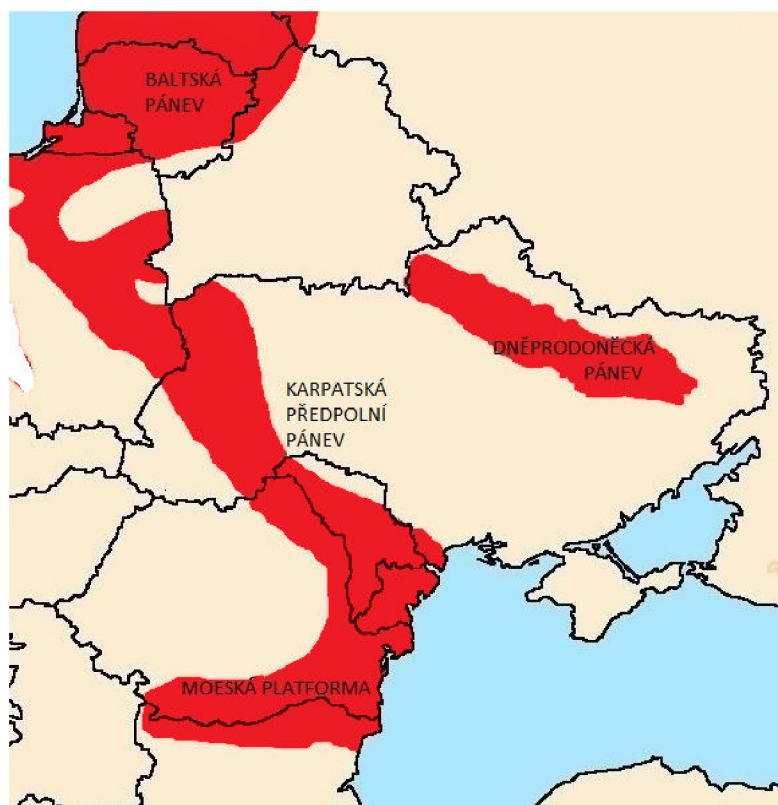 BALTSKÁ
PÁNEV
DNĚPRODONĚCKÁ
PÁNEV
KARPATSKÁ
PŘEDPOLNÍ
PÁNEV
MOESKÁ PLATFORMA